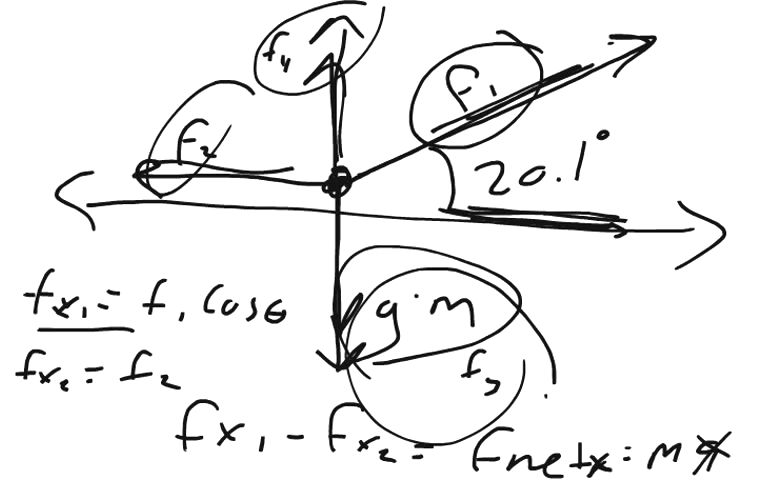 f₄
f₁
f₂
20.1°
g·m
fx₁ = f₁ cosθ
f₃
fx₂ = f₂
fx₁ - fx₂ = Fnetx = m